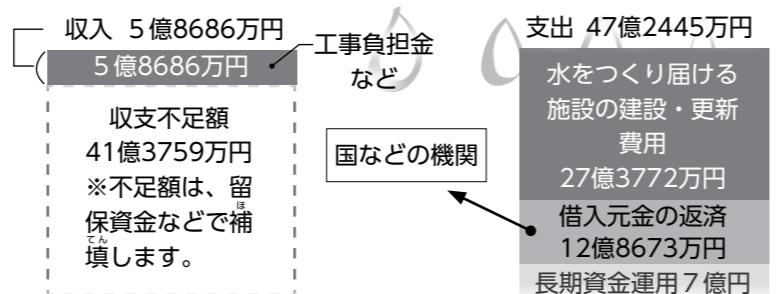 収入 5億8686万円
5億8686万円
工事負担金
など
収支不足額
41億3759万円
※不足額は、留
保資金などで補
ほ
塡します。
てん
国などの機関
支出 47億2445万円
水をつくり届ける
施設の建設・更新
費用
27億3772万円
借入元金の返済
12億8673万円
長期資金運用7億円